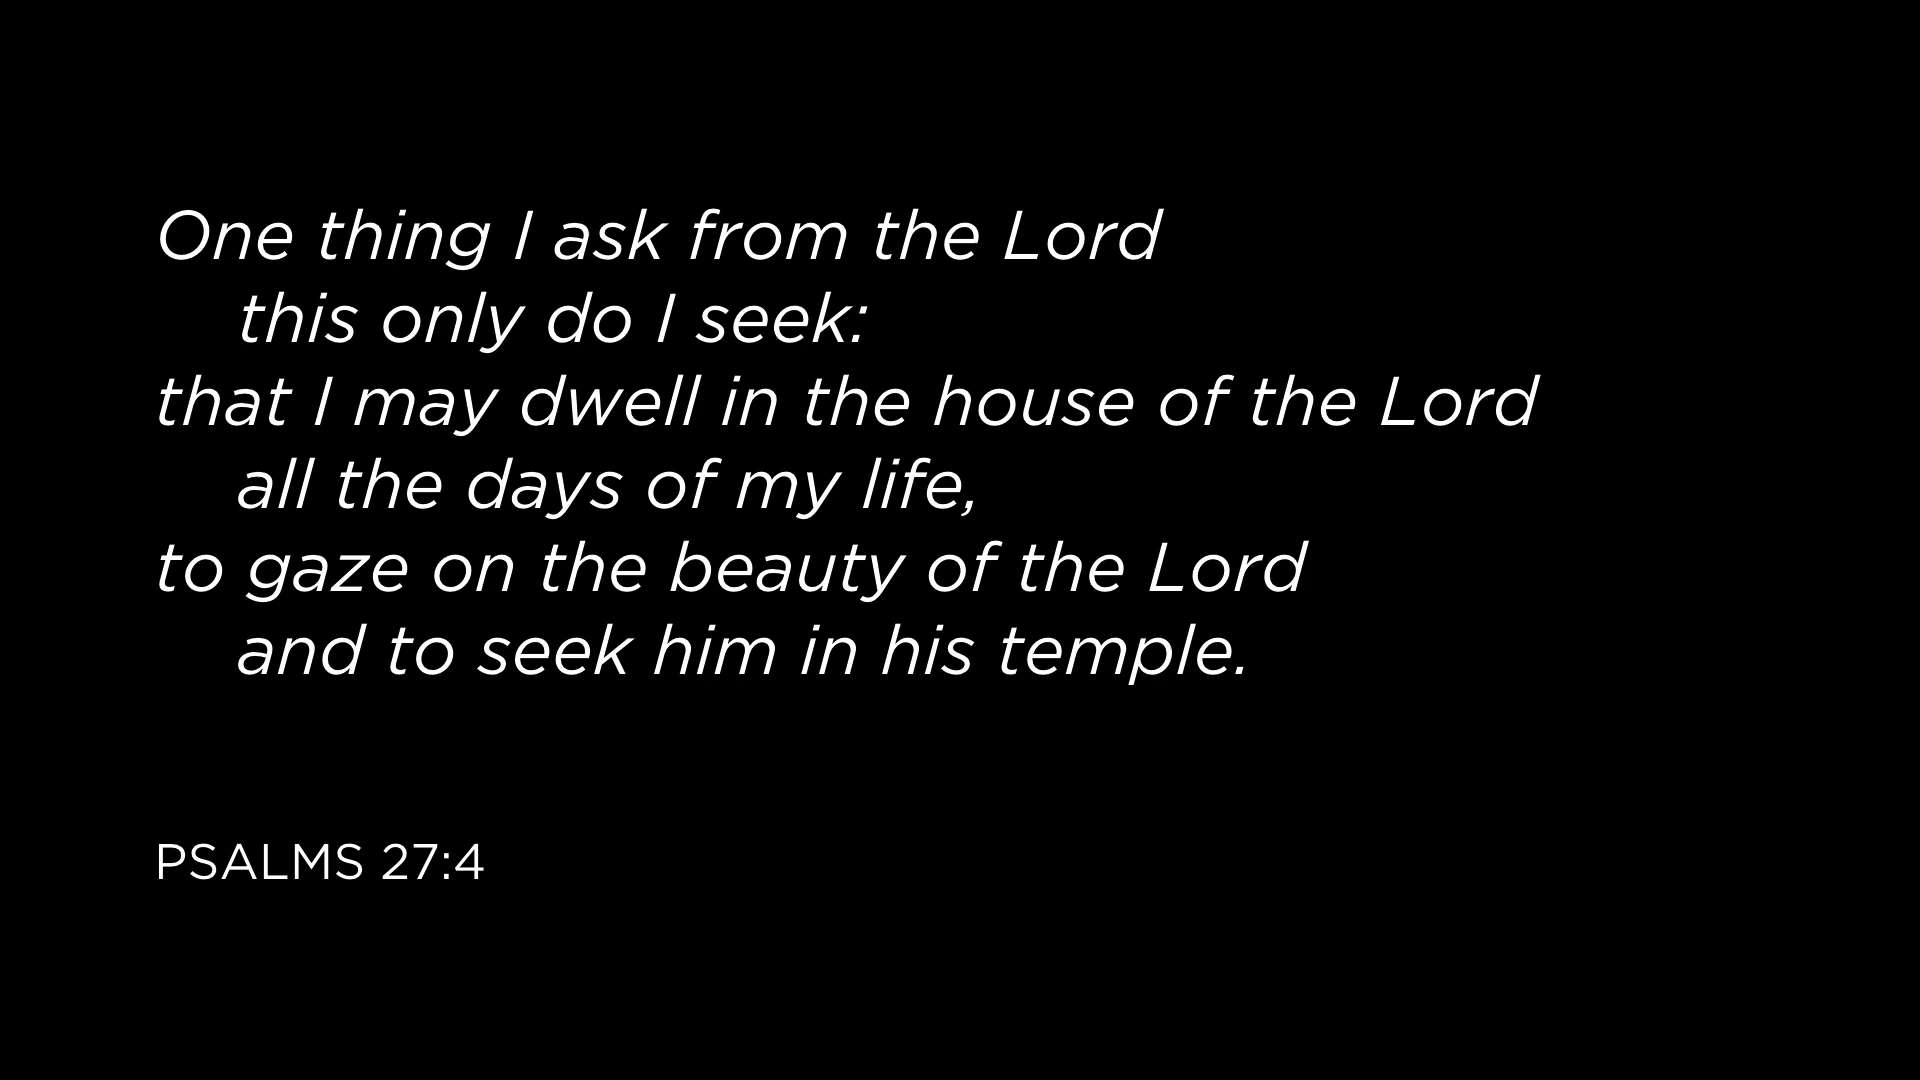 One thing I ask from the Lord
this only do I seek:
that I may dwell in the house of the Lord
all the days of my life,
to gaze on the beauty of the Lord
and to seek him in his temple.
PSALMS 27:4